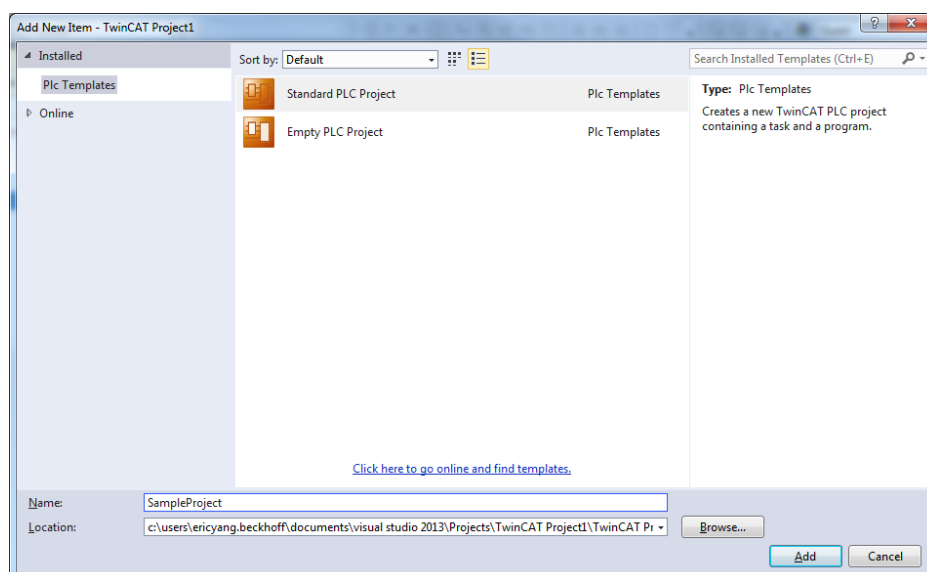 Add New Item - TwinCAT Project1
Installed
Plc Templates
Online
Sort by: Default
Search Installed Templates (Ctrl+E)
Standard PLC Project Plc Templates
Empty PLC Project Plc Templates
Type: Plc Templates
Creates a new TwinCAT PLC project
containing a task and a program.
Click here to go online and find templates.
Name: SampleProject
Location: c:\users\ericyang.beckhoff\documents\visual studio 2013\Projects\TwinCAT Project1\TwinCAT Pr
Browse...
Add Cancel